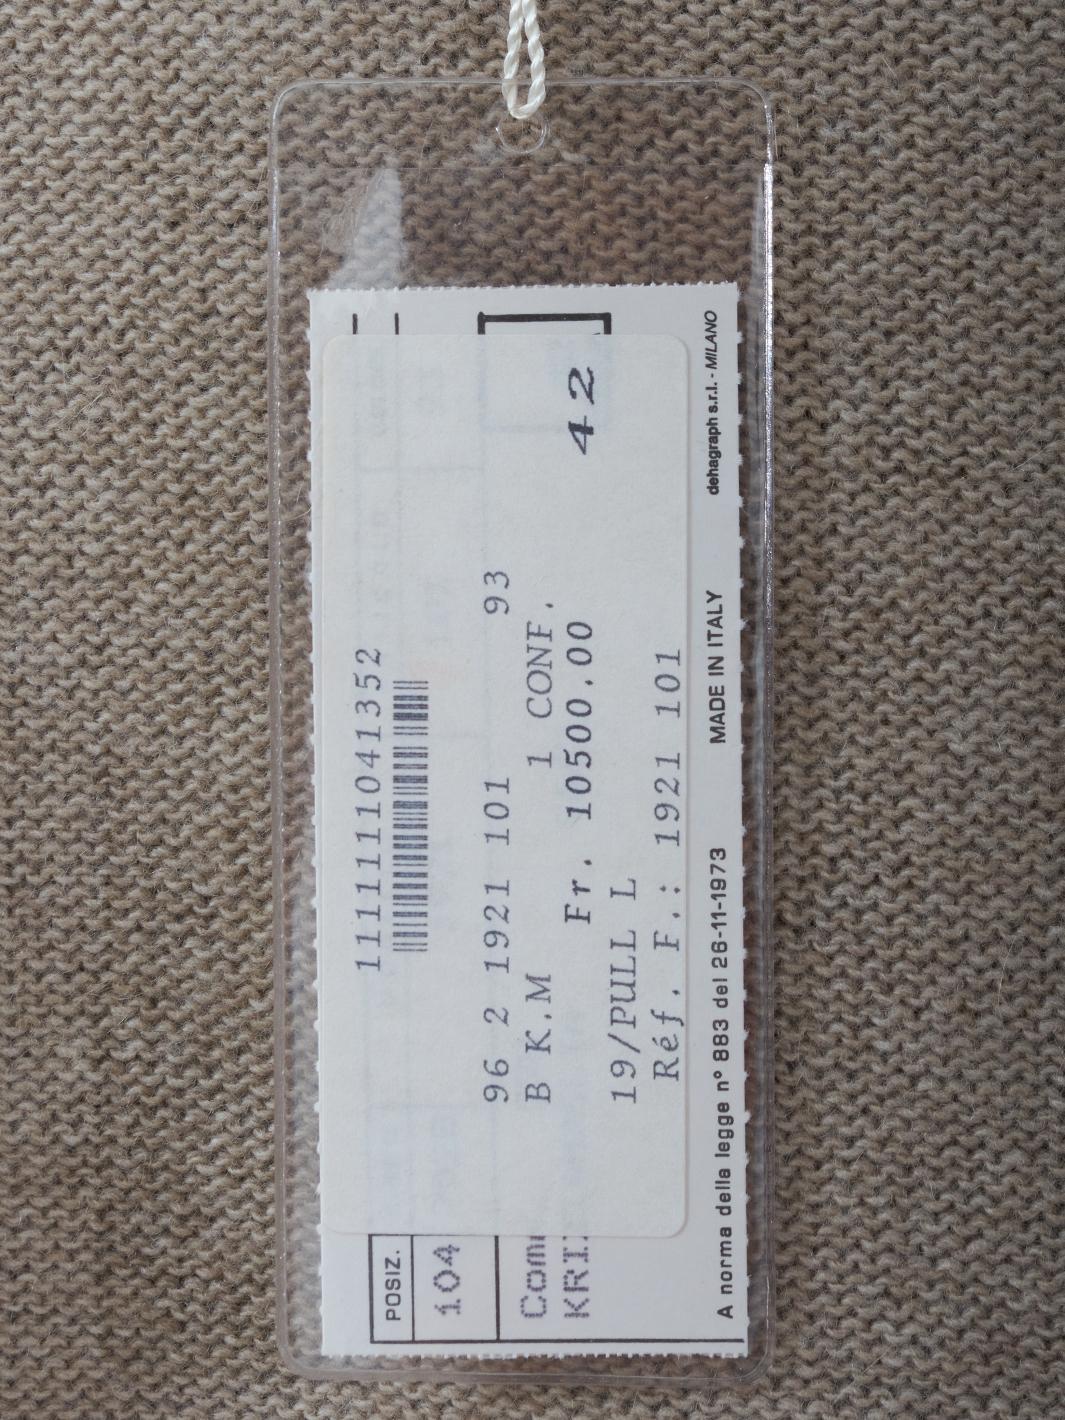 11111111041352
96 2 1921 101 93
B K.M 1 CONF.
Fr. 10500.00
42
19/PULL L
Réf. F.: 1921 101
POSIZ.
104
A norma della legge n° 883 del 26-11-1973 MADE IN ITALY dehagraph s.r.l. - MILANO